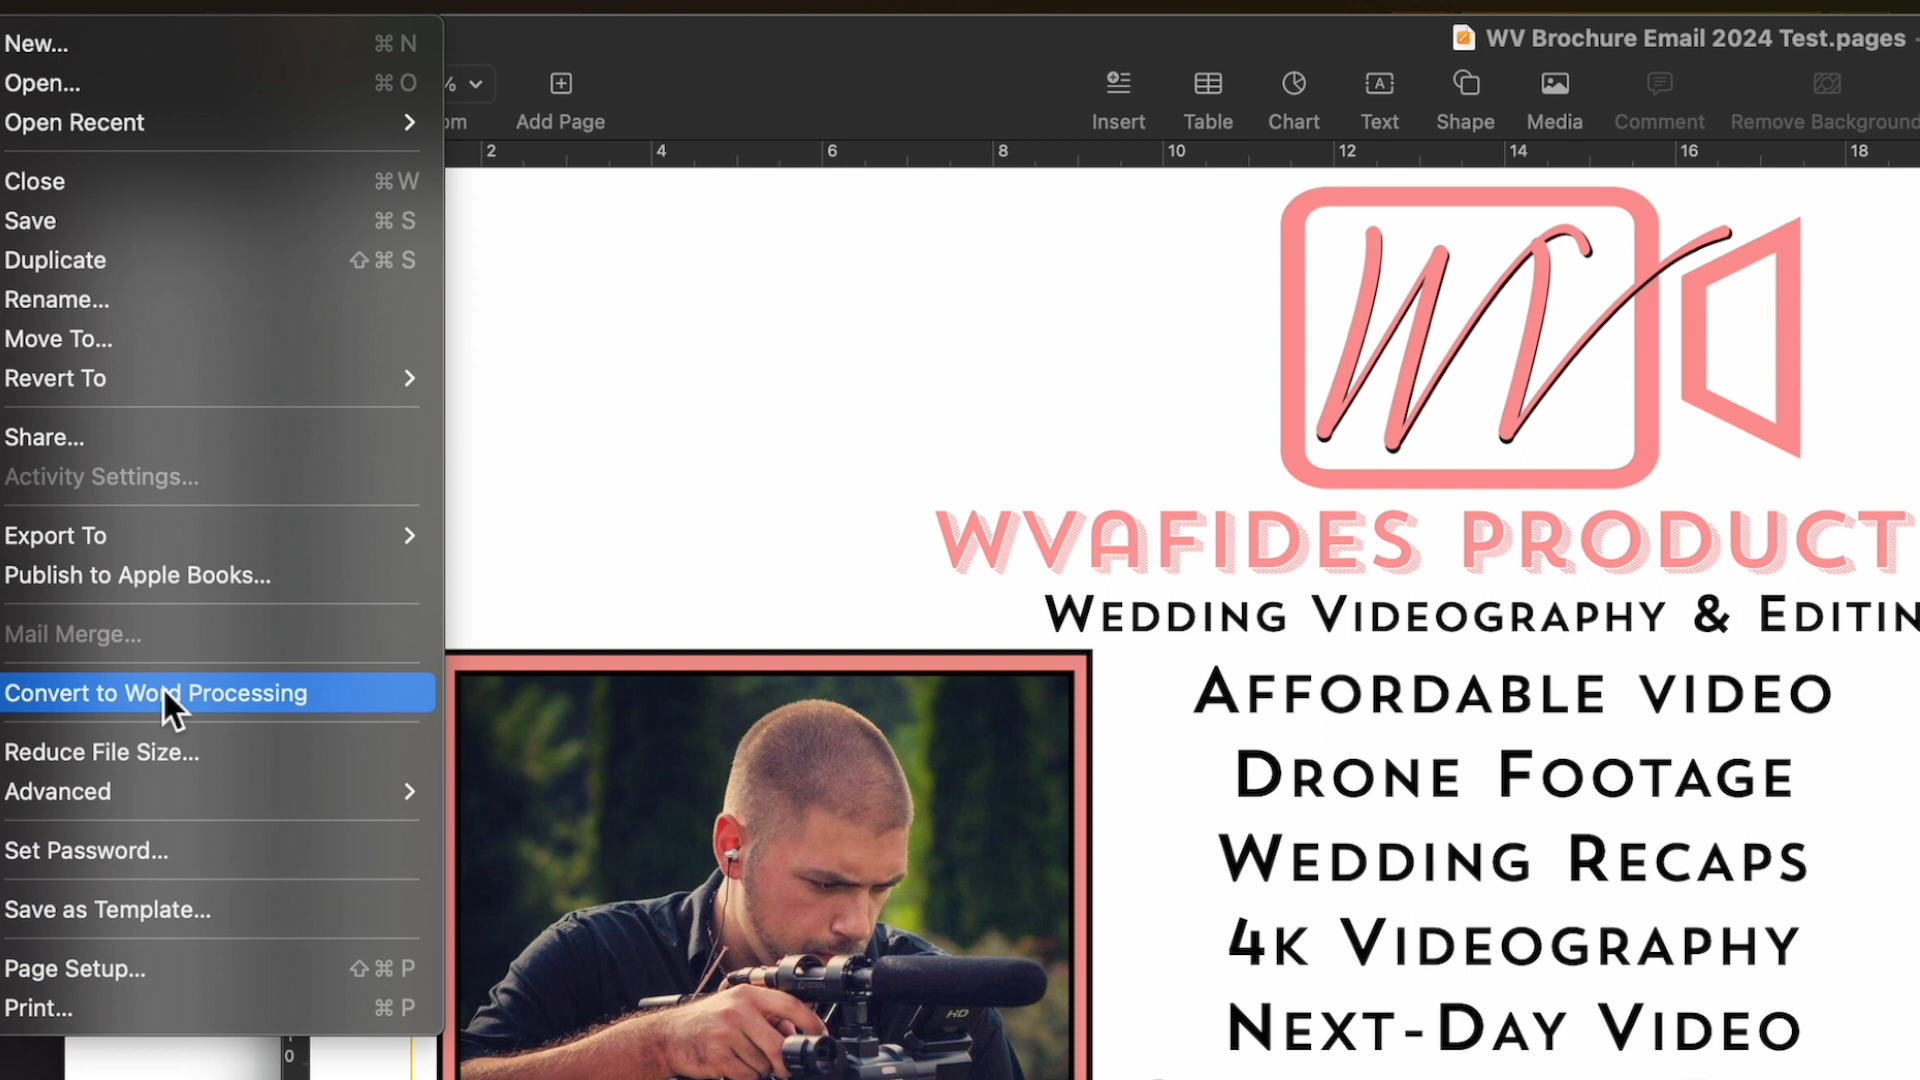 New... ⌘ N
Open... ⌘ O
Open Recent
Close ⌘ W
Save ⌘ S
Duplicate ⇧ ⌘ S
Rename...
Move To...
Revert To
Share...
Activity Settings...
Export To
Publish to Apple Books...
Mail Merge...
Convert to Word Processing
Reduce File Size...
Advanced
Set Password...
Save as Template...
Page Setup... ⇧ ⌘ P
Print... ⌘ P
WV Brochure Email 2024 Test.pages
%
om
Add Page
Insert
Table
Chart
Text
Shape
Media
Comment
Remove Background
2 4 6 8 10 12 14 16 18
0
WV
WVAFIDES PRODUCT
Wedding Videography & Editin
Affordable video
Drone Footage
Wedding Recaps
4k Videography
Next-Day Video
HD